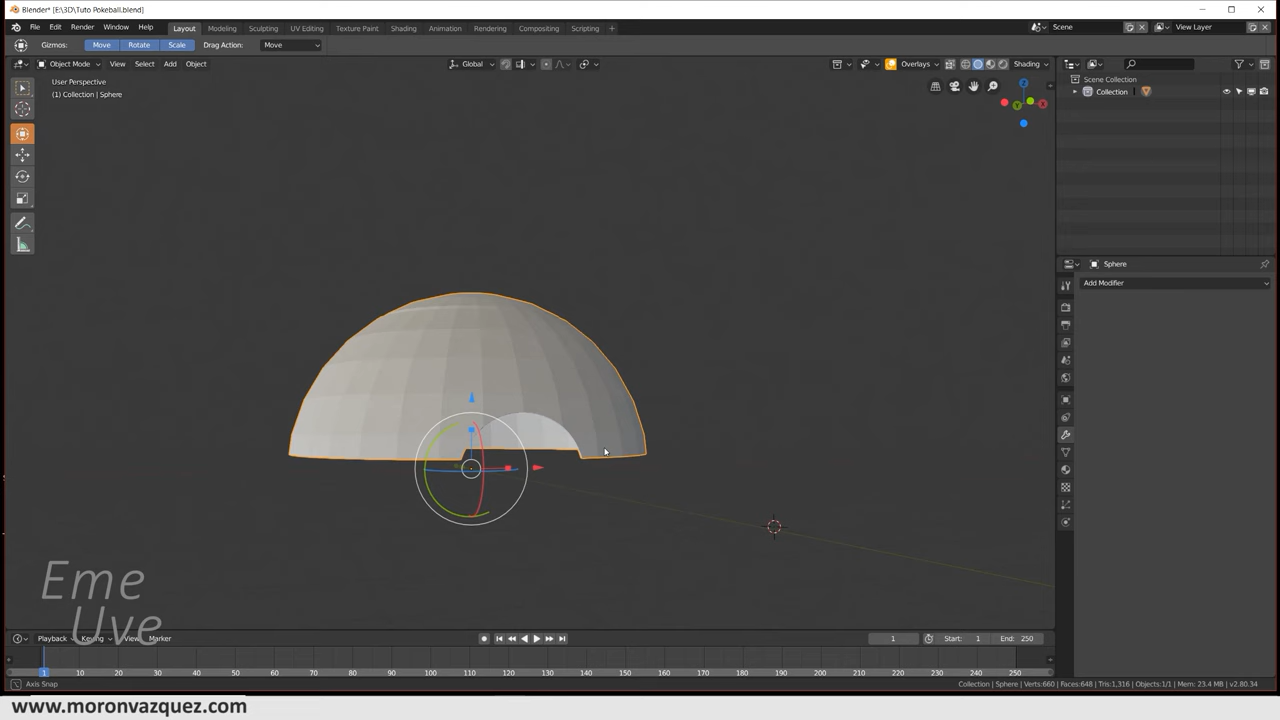 Blender* [E:\3D\Tuto Pokeball.blend]
File Edit Render Window Help Layout Modeling Sculpting UV Editing Texture Paint Shading Animation Rendering Compositing Scripting Scene View Layer
Gizmos: Move Rotate Scale Drag Action: Move
Object Mode View Select Add Object Global Overlays Shading
User Perspective
(1) Collection | Sphere
Z
Y
X
Scene Collection
Collection
Sphere
Add Modifier
Eme
Uve
Playback Keying View Marker 1 Start: 1 End: 250
1 10 20 30 40 50 60 70 80 90 100 110 120 130 140 150 160 170 180 190 200 210 220 230 240 250
Axis Snap Collection | Sphere | Verts:660 | Faces:648 | Tris:1,316 | Objects:1/1 | Mem: 23.4 MB | v2.80.34
www.moronvazquez.com